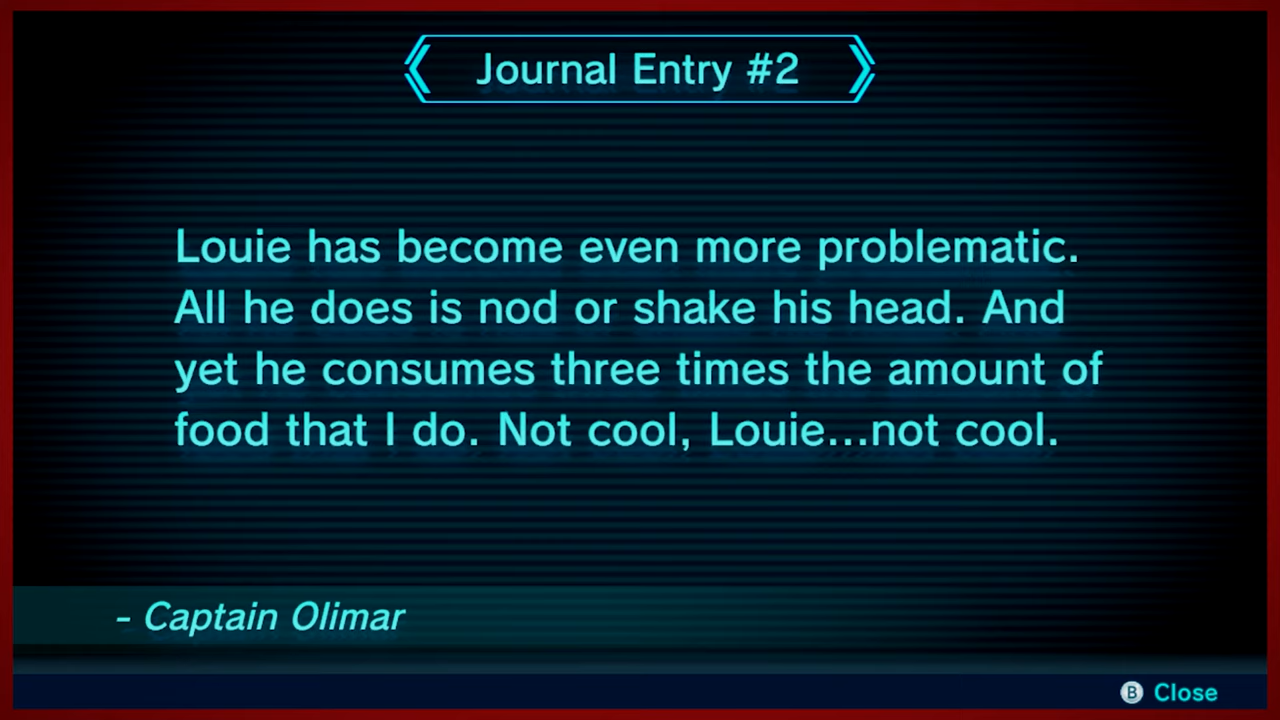 Journal Entry #2
Louie has become even more problematic.
All he does is nod or shake his head. And
yet he consumes three times the amount of
food that I do. Not cool, Louie...not cool.
- Captain Olimar
B Close